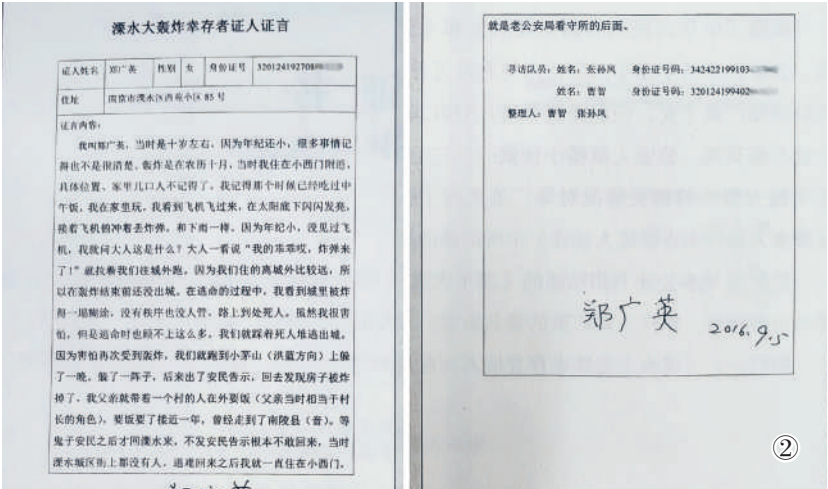 溧水大轰炸幸存者证人证言
证人姓名 郑广英 性别 女 身份证号 320124192708
住址 南京市溧水区西苑小区 85 号
证言内容：
我叫郑广英，当时是十岁左右，因为年纪还小，很多事情记
得也不是很清楚。轰炸是在农历十月，当时我住在小西门附近，
具体位置、家里几口人不记得了。我记得那个时候已经吃过中
午饭，我在家里玩，我看到飞机飞过来，在太阳底下闪闪发亮，
接着飞机俯冲着丢炸弹，和下雨一样。因为年纪小，没见过飞
机，我就问大人这是什么？大人一看说“我的乖乖哎，炸弹来
了！”就拉着我们往城外跑。因为我们住的离城外比较远，所
以在轰炸结束前还没出城。在逃命的过程中，我看到城里被炸
得一塌糊涂，没有秩序也没人管，路上到处死人。虽然我很害
怕，但是逃命时也顾不上这么多，我们就踩着死人堆逃出城。
因为害怕再次受到轰炸，我们就跑到小茅山（洪蓝方向）上躲
了一晚。躲了一阵子，后来出了安民告示，回去发现房子被炸
掉了。我父亲就带着一个村的人在外要饭（父亲当时相当于村
长的角色），要饭要了接近一年，曾经走到了南陵县（音）。等
鬼子安民之后才回溧水来，不发安民告示根本不敢回来，当时
溧水城区街上都没有人，逃难回来之后我就一直住在小西门，
就是老公安局看守所的后面。
寻访队员：姓名：张孙风 身份证号码：342422199103
姓名：曹智 身份证号码：320124199402
整理人：曹智 张孙风
郑广英 2016.9.5
②